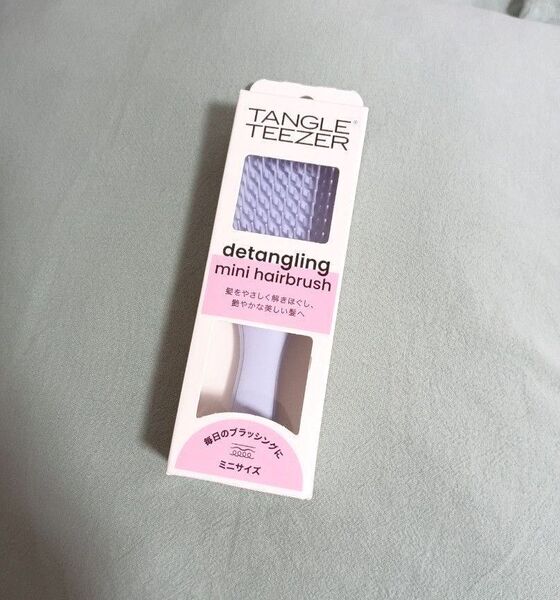 TANGLE®
TEEZER
detangling
mini hairbrush
髪をやさしく解きほぐし、
艶やかな美しい髪へ
毎日のブラッシングに
ミニサイズ